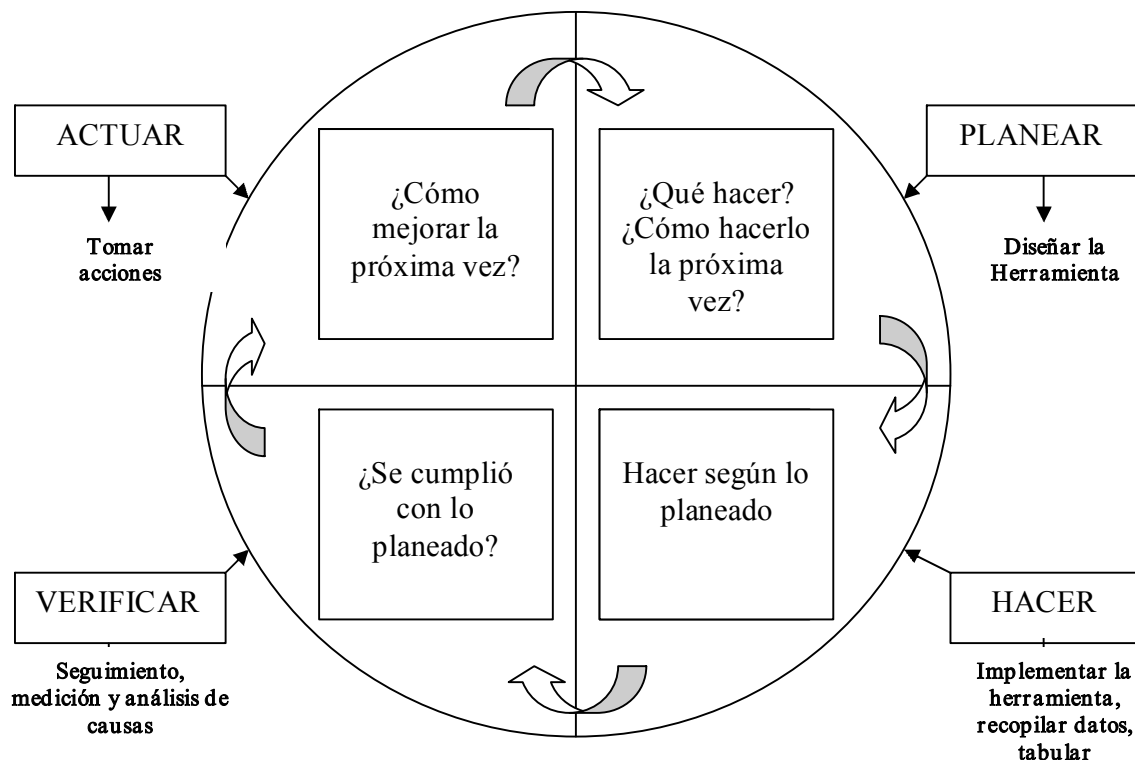 ACTUAR
PLANEAR
¿Cómo
mejorar la
próxima vez?
¿Qué hacer?
¿Cómo hacerlo
la próxima
vez?
Tomar
acciones
Diseñar la
Herramienta
¿Se cumplió
con lo
planeado?
Hacer según lo
planeado
VERIFICAR
HACER
Seguimiento,
medición y análisis de
causas
Implementar la
herramienta,
recopilar datos,
tabular